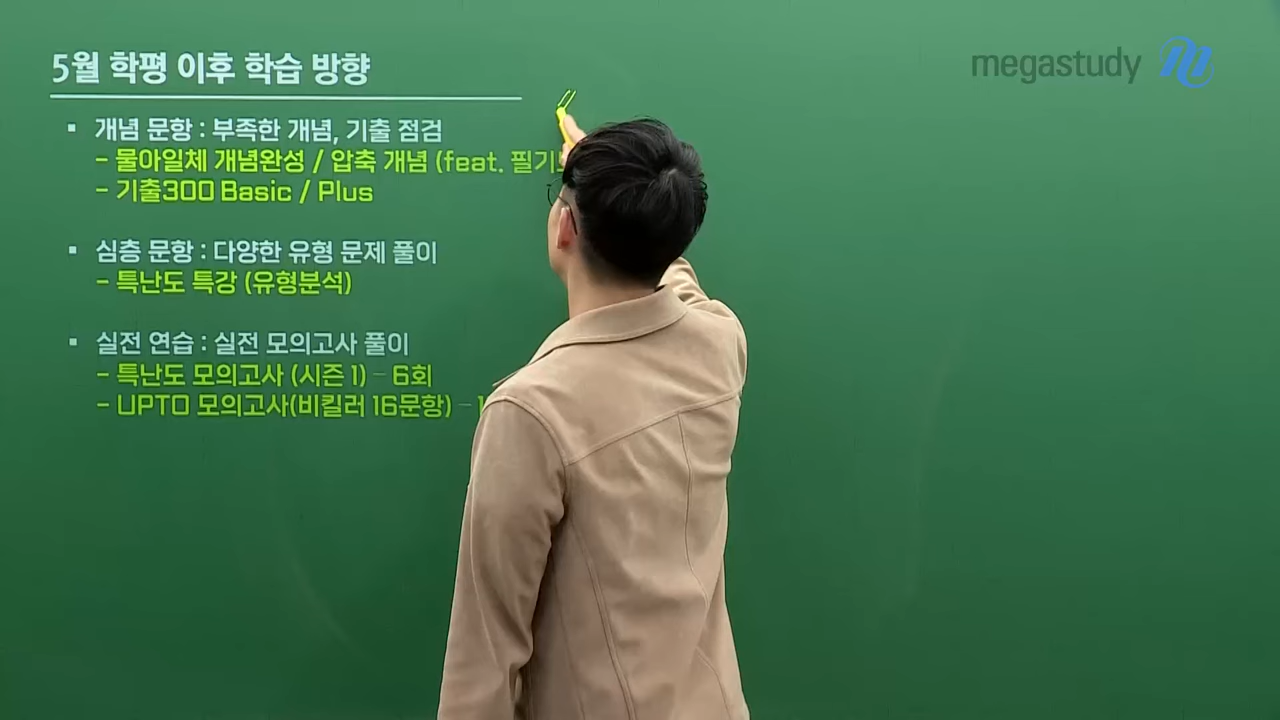 5월 학평 이후 학습 방향
megastudy
▪ 개념 문항 : 부족한 개념, 기출 점검
- 물아일체 개념완성 / 압축 개념 (feat. 필기
- 기출300 Basic / Plus
▪ 심층 문항 : 다양한 유형 문제 풀이
- 특난도 특강 (유형분석)
▪ 실전 연습 : 실전 모의고사 풀이
- 특난도 모의고사 (시즌 1) - 6회
- UPTO 모의고사(비킬러 16문항) -